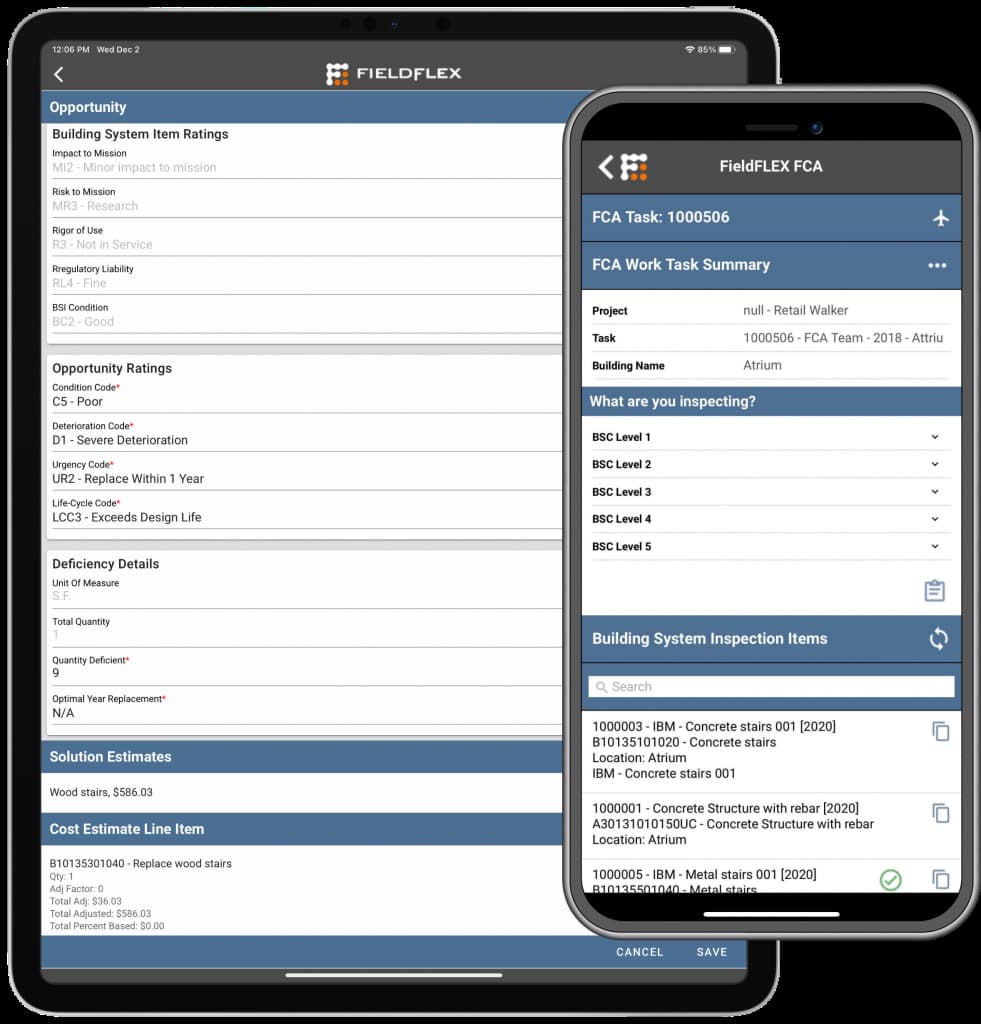 12:06 PM Wed Dec 2
85%
FIELDFLEX
Opportunity
Building System Item Ratings
Impact to Mission
MI2 - Minor impact to mission
Risk to Mission
MR3 - Research
Rigor of Use
R3 - Not in Service
Rregulatory Liability
RL4 - Fine
BSI Condition
BC2 - Good
Opportunity Ratings
Condition Code*
C5 - Poor
Deterioration Code*
D1 - Severe Deterioration
Urgency Code*
UR2 - Replace Within 1 Year
Life-Cycle Code*
LCC3 - Exceeds Design Life
Deficiency Details
Unit Of Measure
S.F.
Total Quantity
1
Quantity Deficient*
9
Optimal Year Replacement*
N/A
Solution Estimates
Wood stairs, $586.03
Cost Estimate Line Item
B10135301040 - Replace wood stairs
Qty: 1
Adj Factor: 0
Total Adj: $36.03
Total Adjusted: $586.03
Total Percent Based: $0.00
CANCEL SAVE
FieldFLEX FCA
FCA Task: 1000506
FCA Work Task Summary
Project null - Retail Walker
Task 1000506 - FCA Team - 2018 - Attriu
Building Name Atrium
What are you inspecting?
BSC Level 1
BSC Level 2
BSC Level 3
BSC Level 4
BSC Level 5
Building System Inspection Items
Search
1000003 - IBM - Concrete stairs 001 [2020]
B10135101020 - Concrete stairs
Location: Atrium
IBM - Concrete stairs 001
1000001 - Concrete Structure with rebar [2020]
A30131010150UC - Concrete Structure with rebar
Location: Atrium
1000005 - IBM - Metal stairs 001 [2020]
B10135501040 - Metal stairs